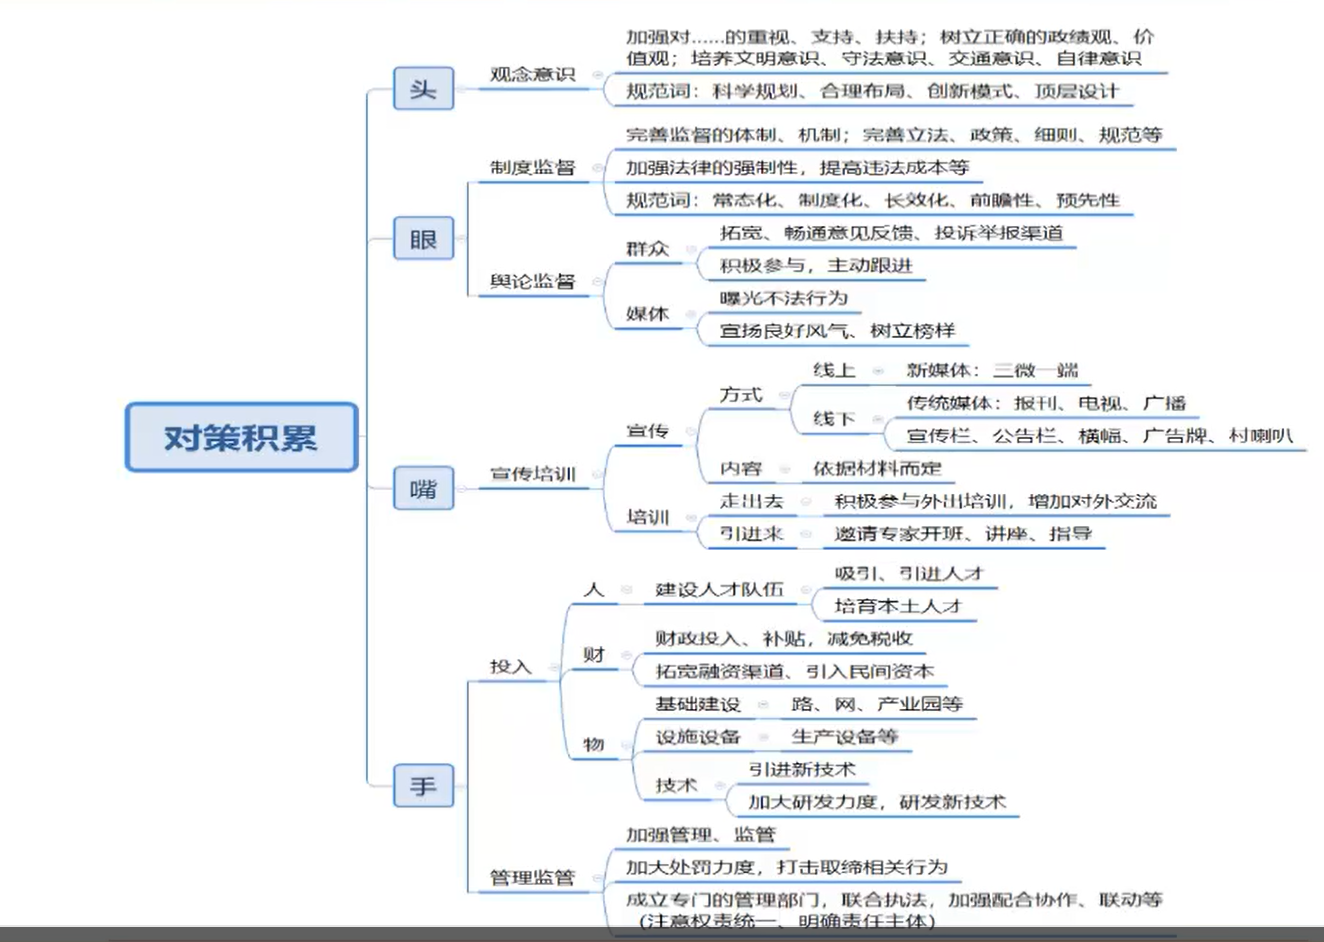 对策积累
头
观念意识
加强对……的重视、支持、扶持；树立正确的政绩观、价
值观；培养文明意识、守法意识、交通意识、自律意识
规范词：科学规划、合理布局、创新模式、顶层设计
眼
制度监督
完善监督的体制、机制；完善立法、政策、细则、规范等
加强法律的强制性，提高违法成本等
规范词：常态化、制度化、长效化、前瞻性、预先性
舆论监督
群众
拓宽、畅通意见反馈、投诉举报渠道
积极参与，主动跟进
媒体
曝光不法行为
宣扬良好风气、树立榜样
嘴
宣传培训
宣传
方式
线上
新媒体：三微一端
线下
传统媒体：报刊、电视、广播
宣传栏、公告栏、横幅、广告牌、村喇叭
内容
依据材料而定
培训
走出去
积极参与外出培训，增加对外交流
引进来
邀请专家开班、讲座、指导
手
投入
人
建设人才队伍
吸引、引进人才
培育本土人才
财
财政投入、补贴，减免税收
拓宽融资渠道、引入民间资本
物
基础建设
路、网、产业园等
设施设备
生产设备等
技术
引进新技术
加大研发力度，研发新技术
管理监管
加强管理、监管
加大处罚力度，打击取缔相关行为
成立专门的管理部门，联合执法，加强配合协作、联动等
（注意权责统一、明确责任主体）